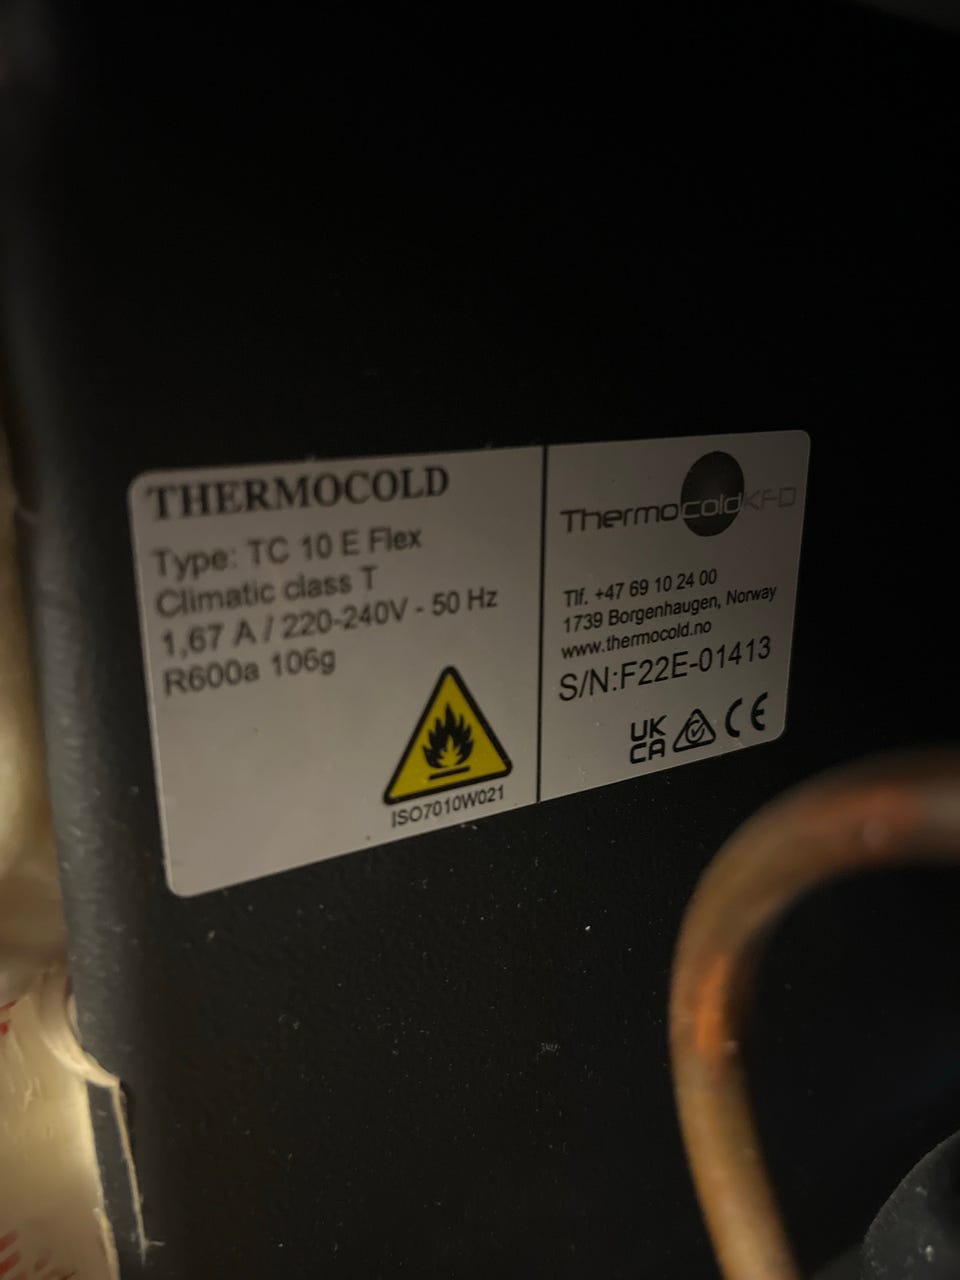 THERMOCOLD
Type: TC 10 E Flex
Climatic class T
1,67 A / 220-240V - 50 Hz
R600a 106g
ISO7010W021
ThermocoldKFD
Tlf. +47 69 10 24 00
1739 Borgenhaugen, Norway
www.thermocold.no
S/N:F22E-01413
UK
CA
CE